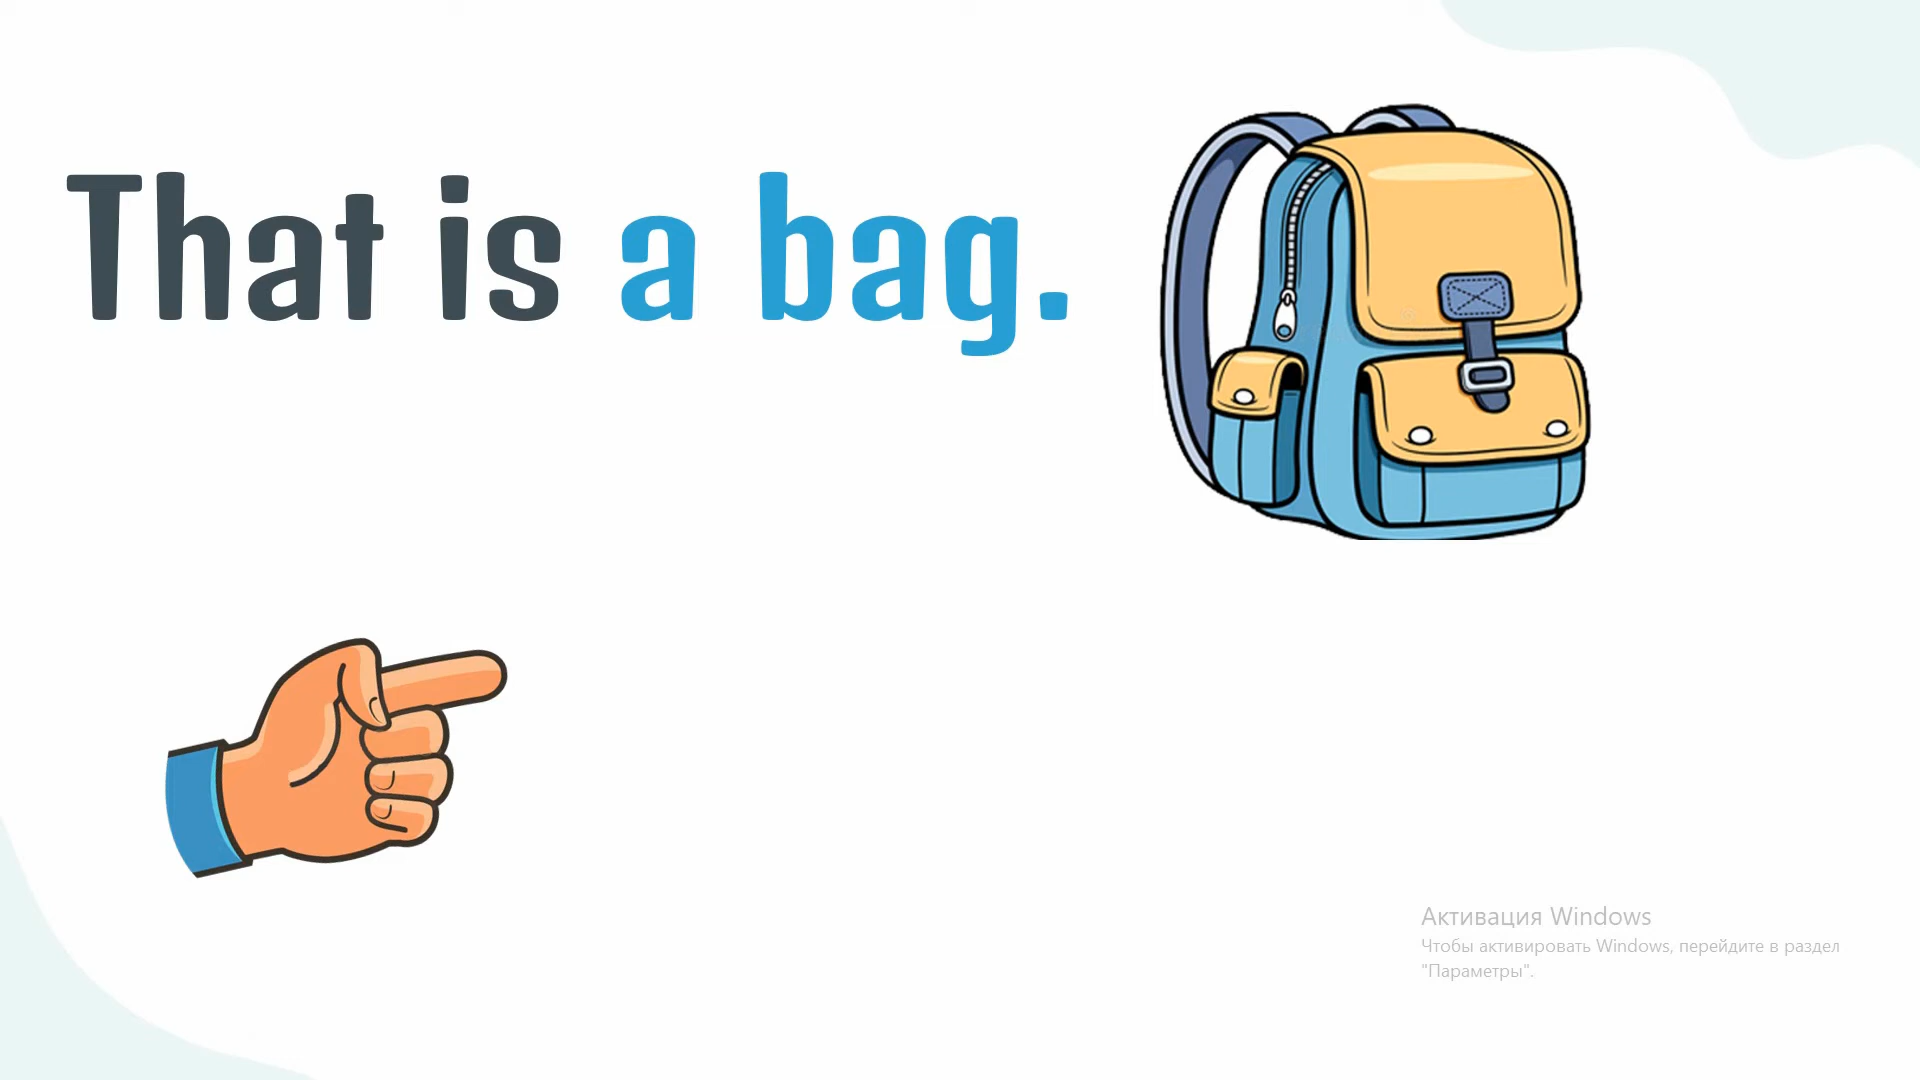 That is a bag.
Активация Windows
Чтобы активировать Windows, перейдите в раздел
"Параметры".